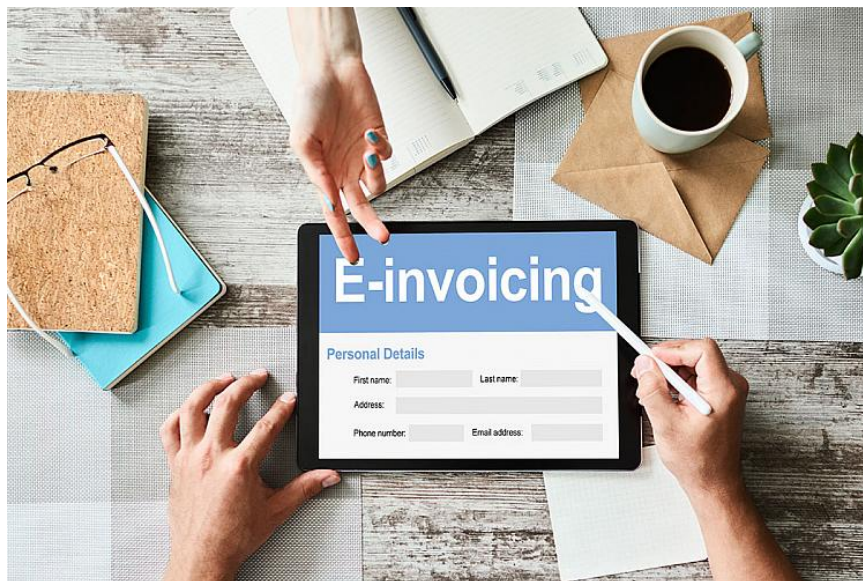 E-invoicing
Personal Details
First name: Last name:
Address:
Phone number: Email address: